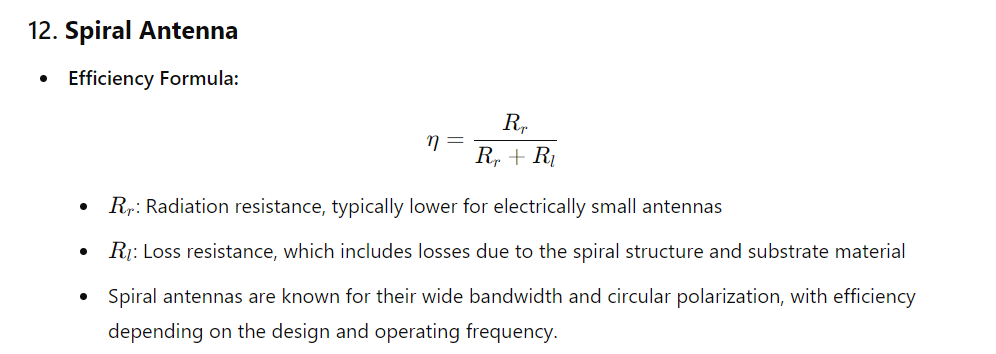 12. Spiral Antenna
• Efficiency Formula:
η = R_r / (R_r + R_l)
• R_r: Radiation resistance, typically lower for electrically small antennas
• R_l: Loss resistance, which includes losses due to the spiral structure and substrate material
• Spiral antennas are known for their wide bandwidth and circular polarization, with efficiency
depending on the design and operating frequency.